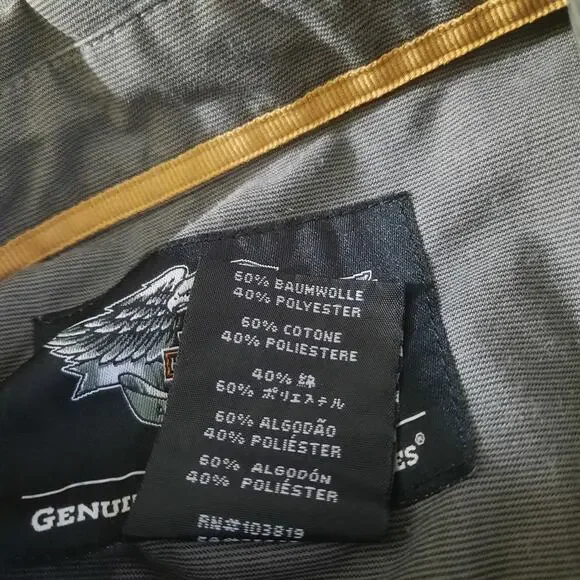 60% BAUMWOLLE
40% POLYESTER
60% COTONE
40% POLIESTERE
40% 綿
60% ポリエステル
60% ALGODÃO
40% POLIÉSTER
60% ALGODÓN
40% POLIÉSTER
RN#103819
GENUI
ES®